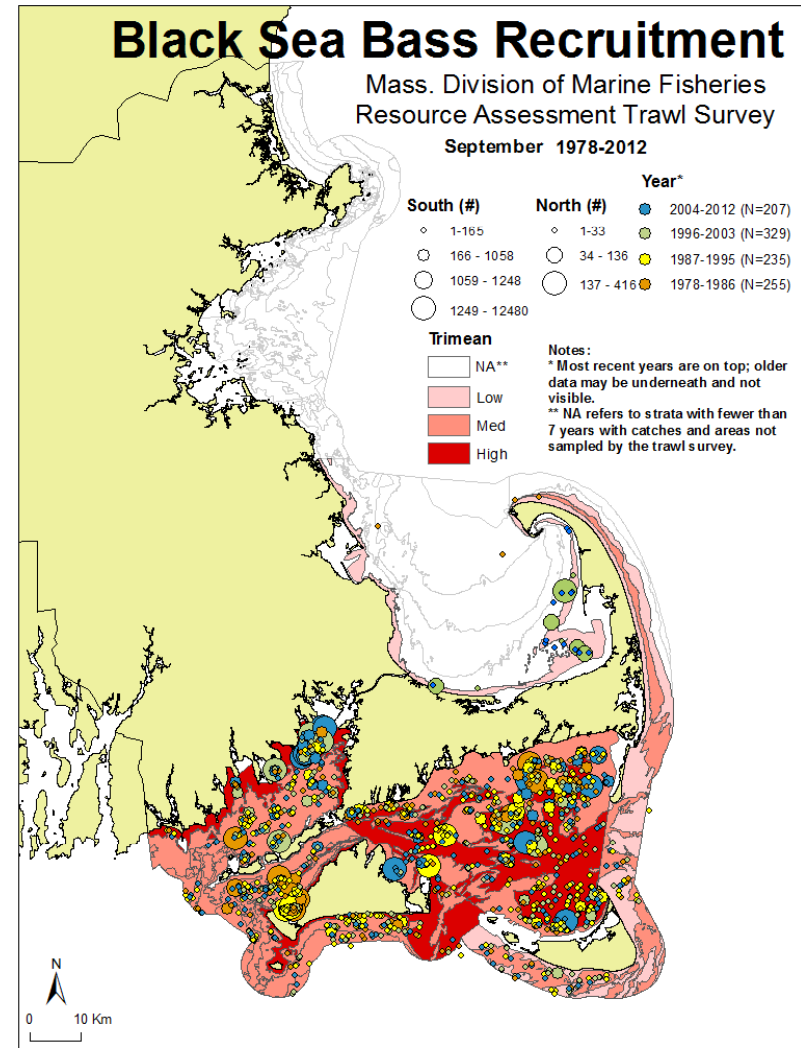 Black Sea Bass Recruitment
Mass. Division of Marine Fisheries
Resource Assessment Trawl Survey
September 1978-2012
Year*
South (#)
1-165
166 - 1058
1059 - 1248
1249 - 12480
North (#)
1-33
34 - 136
137 - 416
2004-2012 (N=207)
1996-2003 (N=329)
1987-1995 (N=235)
1978-1986 (N=255)
Trimean
NA**
Low
Med
High
Notes:
* Most recent years are on top; older
data may be underneath and not
visible.
** NA refers to strata with fewer than
7 years with catches and areas not
sampled by the trawl survey.
N
0 10 Km